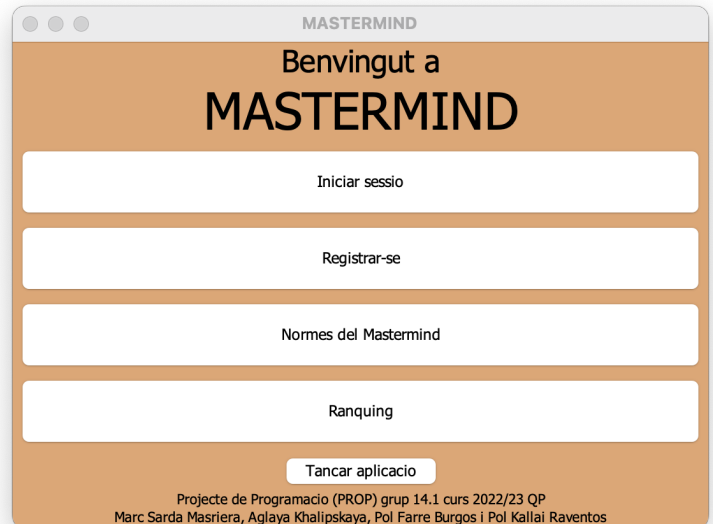 MASTERMIND
Benvingut a
MASTERMIND
Iniciar sessio
Registrar-se
Normes del Mastermind
Ranquing
Tancar aplicacio
Projecte de Programacio (PROP) grup 14.1 curs 2022/23 QP
Marc Sarda Masriera, Aglaya Khalipskaya, Pol Farre Burgos i Pol Kallai Raventos